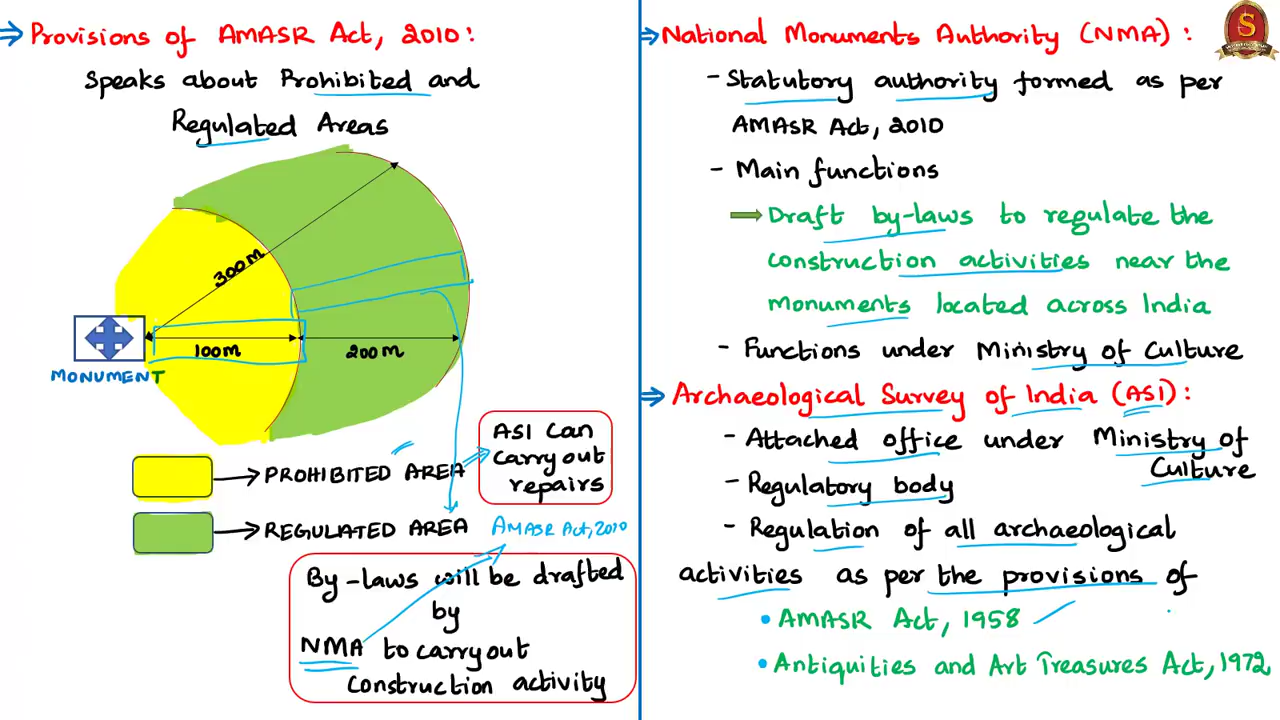 Provisions of AMASR Act, 2010:
Speaks about Prohibited and
Regulated Areas
300m
100m
200m
MONUMENT
PROHIBITED AREA
ASI can
carry out
repairs
REGULATED AREA
AMASR Act, 2010
By-laws will be drafted
by
NMA to carryout
construction activity
National Monuments Authority (NMA):
- Statutory authority formed as per
AMASR Act, 2010
- Main functions
Draft by-laws to regulate the
construction activities near the
monuments located across India
- Functions under Ministry of Culture
Archaeological Survey of India (ASI):
- Attached office under Ministry of
Culture
- Regulatory body
- Regulation of all archaeological
activities as per the provisions of
• AMASR Act, 1958
• Antiquities and Art Treasures Act, 1972
S